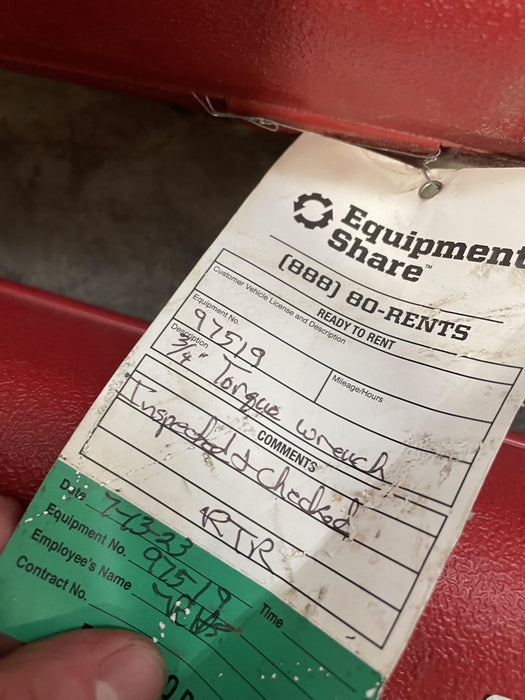 Equipment
Share™
(888) 80-RENTS
READY TO RENT
Customer Vehicle License and Description
Equipment No.
97519
Mileage/Hours
Description
3/4" Torque wrench
COMMENTS
Inspected & checked
RTR
Date 7-13-23
Equipment No. 97519
Time
Employee's Name
Contract No.